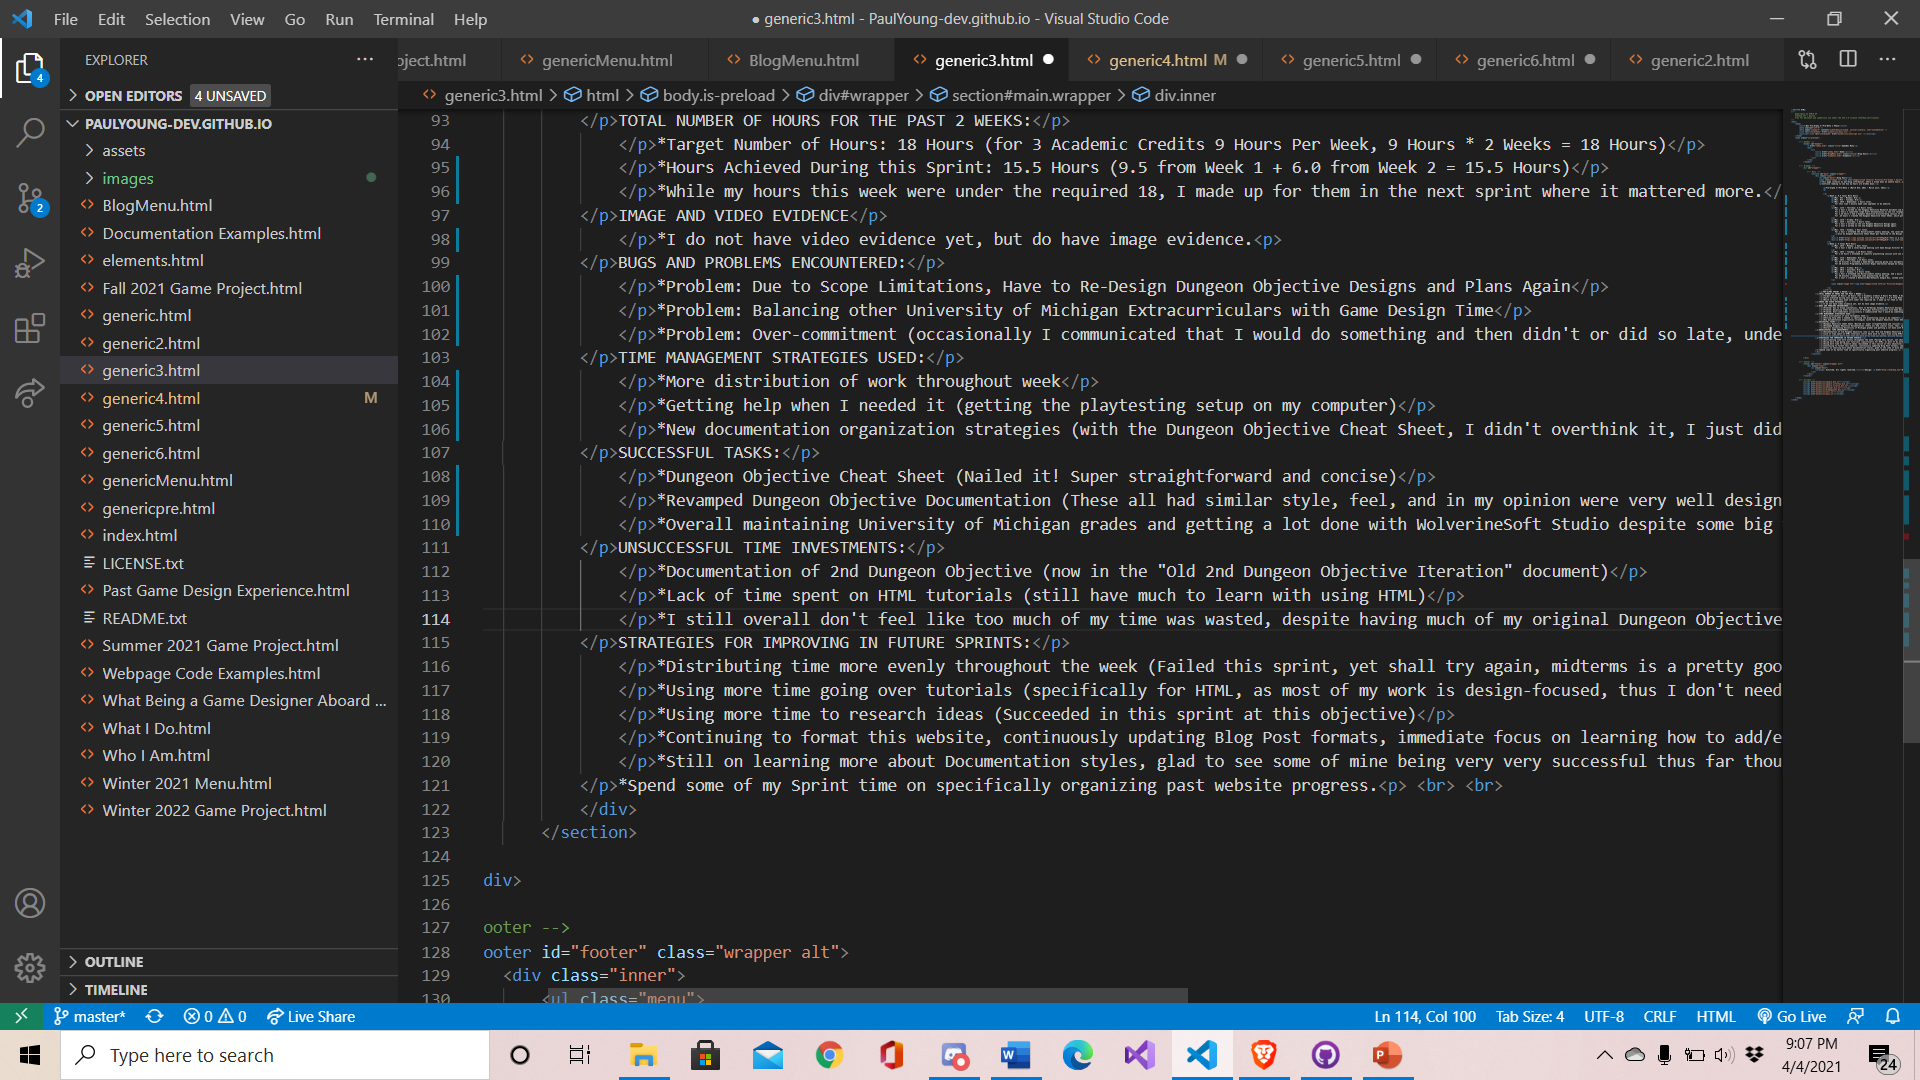 File Edit Selection View Go Run Terminal Help
● generic3.html - PaulYoung-dev.github.io - Visual Studio Code
EXPLORER
oject.html genericMenu.html BlogMenu.html generic3.html generic4.html M generic5.html generic6.html generic2.html
generic3.html > html > body.is-preload > div#wrapper > section#main.wrapper > div.inner
OPEN EDITORS 4 UNSAVED
PAULYOUNG-DEV.GITHUB.IO
assets
images
BlogMenu.html
Documentation Examples.html
elements.html
Fall 2021 Game Project.html
generic.html
generic2.html
generic3.html
generic4.html M
generic5.html
generic6.html
genericMenu.html
genericpre.html
index.html
LICENSE.txt
Past Game Design Experience.html
README.txt
Summer 2021 Game Project.html
Webpage Code Examples.html
What Being a Game Designer Aboard ...
What I Do.html
Who I Am.html
Winter 2021 Menu.html
Winter 2022 Game Project.html
OUTLINE
TIMELINE
4
2
93 </p>TOTAL NUMBER OF HOURS FOR THE PAST 2 WEEKS:</p>
94 </p>*Target Number of Hours: 18 Hours (for 3 Academic Credits 9 Hours Per Week, 9 Hours * 2 Weeks = 18 Hours)</p>
95 </p>*Hours Achieved During this Sprint: 15.5 Hours (9.5 from Week 1 + 6.0 from Week 2 = 15.5 Hours)</p>
96 </p>*While my hours this week were under the required 18, I made up for them in the next sprint where it mattered more.</
97 </p>IMAGE AND VIDEO EVIDENCE</p>
98 </p>*I do not have video evidence yet, but do have image evidence.<p>
99 </p>BUGS AND PROBLEMS ENCOUNTERED:</p>
100 </p>*Problem: Due to Scope Limitations, Have to Re-Design Dungeon Objective Designs and Plans Again</p>
101 </p>*Problem: Balancing other University of Michigan Extracurriculars with Game Design Time</p>
102 </p>*Problem: Over-commitment (occasionally I communicated that I would do something and then didn't or did so late, unde
103 </p>TIME MANAGEMENT STRATEGIES USED:</p>
104 </p>*More distribution of work throughout week</p>
105 </p>*Getting help when I needed it (getting the playtesting setup on my computer)</p>
106 </p>*New documentation organization strategies (with the Dungeon Objective Cheat Sheet, I didn't overthink it, I just did
107 </p>SUCCESSFUL TASKS:</p>
108 </p>*Dungeon Objective Cheat Sheet (Nailed it! Super straightforward and concise)</p>
109 </p>*Revamped Dungeon Objective Documentation (These all had similar style, feel, and in my opinion were very well design
110 </p>*Overall maintaining University of Michigan grades and getting a lot done with WolverineSoft Studio despite some big
111 </p>UNSUCCESSFUL TIME INVESTMENTS:</p>
112 </p>*Documentation of 2nd Dungeon Objective (now in the "Old 2nd Dungeon Objective Iteration" document)</p>
113 </p>*Lack of time spent on HTML tutorials (still have much to learn with using HTML)</p>
114 </p>*I still overall don't feel like too much of my time was wasted, despite having much of my original Dungeon Objective
115 </p>STRATEGIES FOR IMPROVING IN FUTURE SPRINTS:</p>
116 </p>*Distributing time more evenly throughout the week (Failed this sprint, yet shall try again, midterms is a pretty goo
117 </p>*Using more time going over tutorials (specifically for HTML, as most of my work is design-focused, thus I don't need
118 </p>*Using more time to research ideas (Succeeded in this sprint at this objective)</p>
119 </p>*Continuing to format this website, continuously updating Blog Post formats, immediate focus on learning how to add/e
120 </p>*Still on learning more about Documentation styles, glad to see some of mine being very very successful thus far thou
121 </p>*Spend some of my Sprint time on specifically organizing past website progress.<p> <br> <br>
122 </div>
123 </section>
124
125 div>
126
127 ooter -->
128 ooter id="footer" class="wrapper alt">
129 <div class="inner">
130 <ul class="menu">
master* 0 0 Live Share
Ln 114, Col 100 Tab Size: 4 UTF-8 CRLF HTML Go Live
Type here to search
9:07 PM
4/4/2021
24